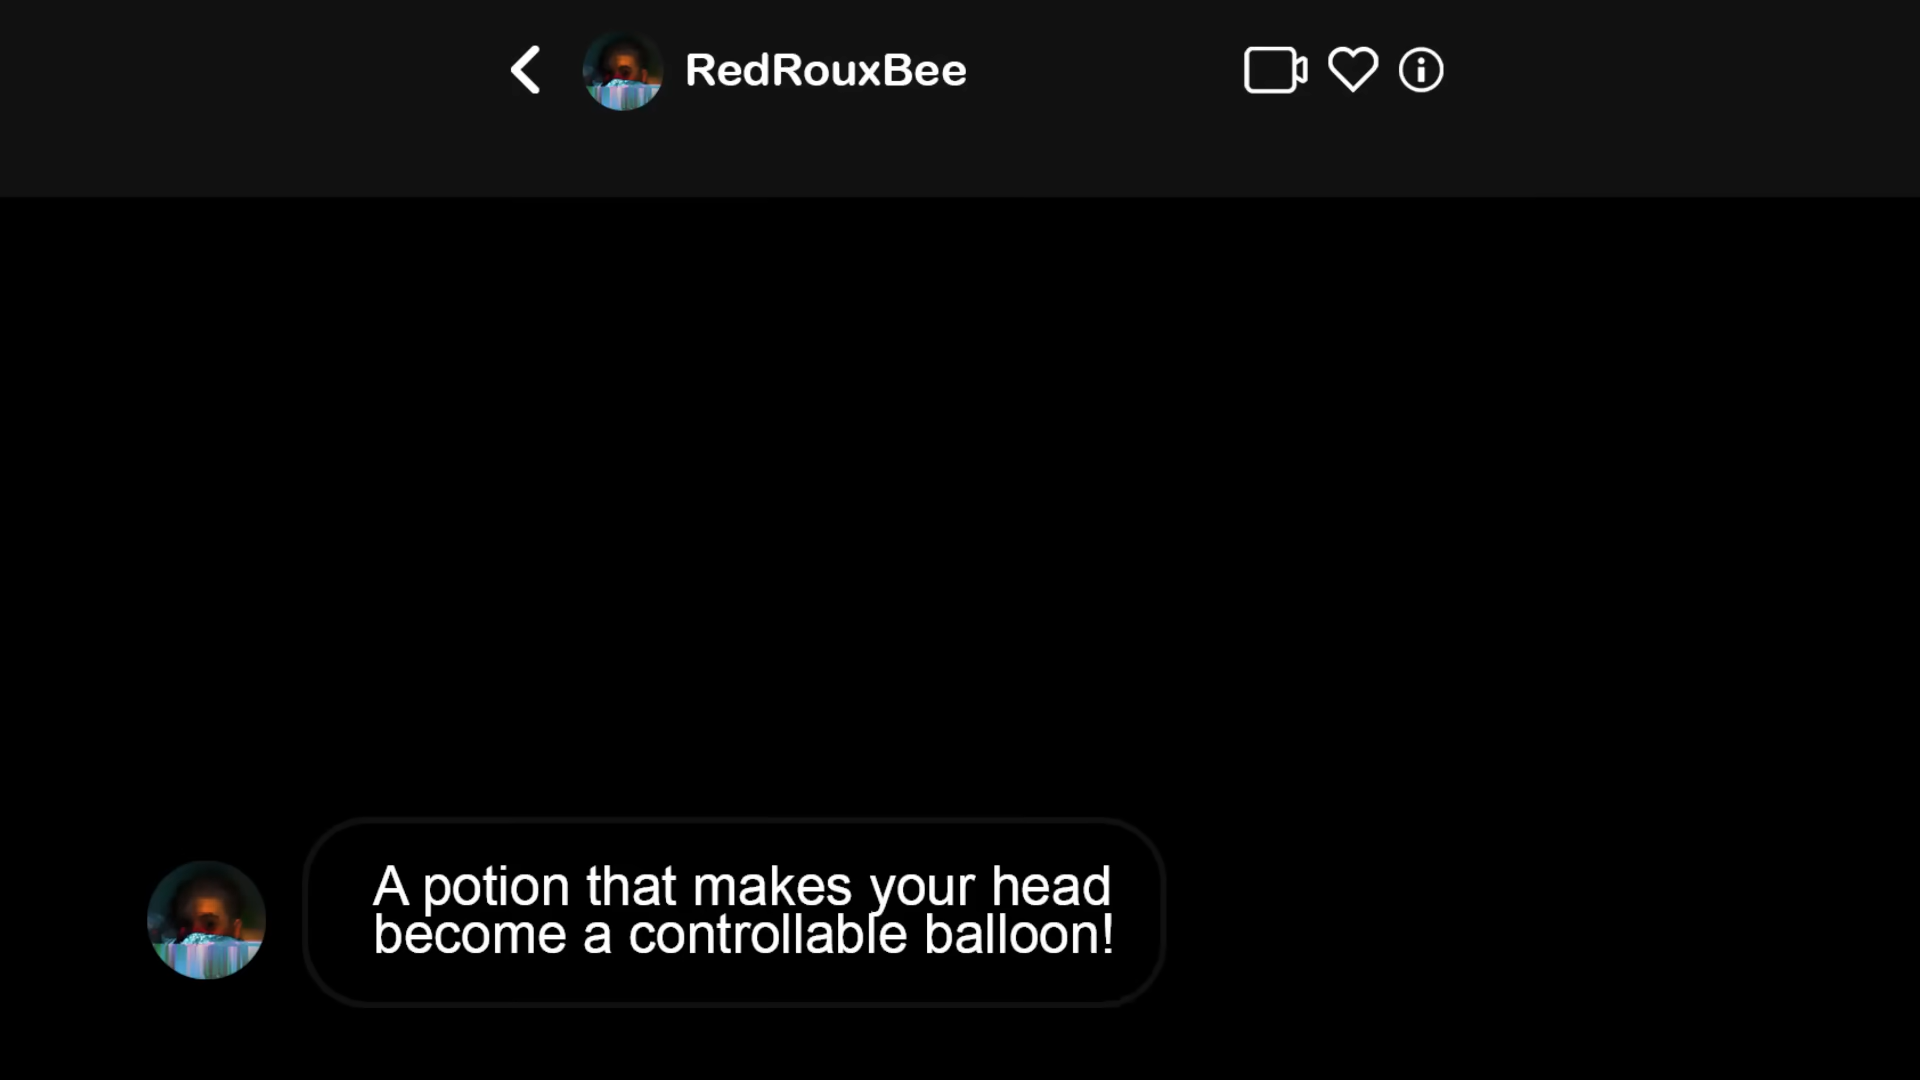 RedRouxBee
A potion that makes your head
become a controllable balloon!